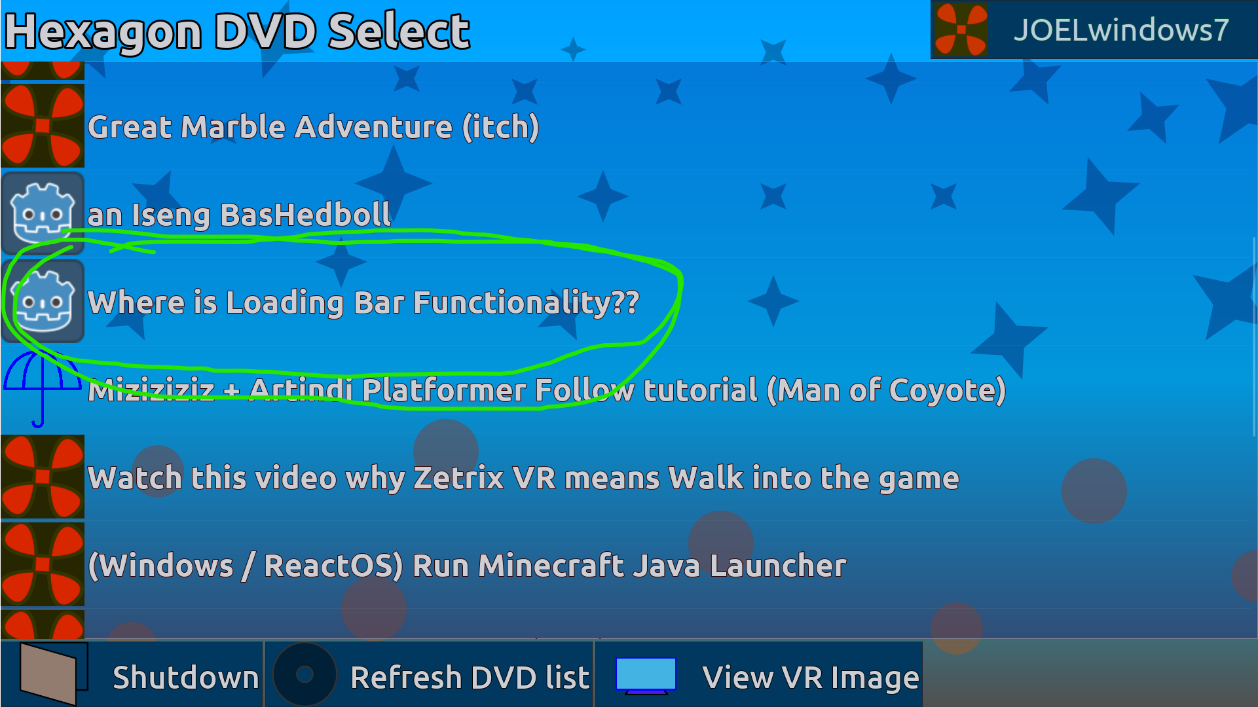 Hexagon DVD Select
JOELwindows7
Great Marble Adventure (itch)
an Iseng BasHedboll
Where is Loading Bar Functionality??
Miziziziz + Artindi Platformer Follow tutorial (Man of Coyote)
Watch this video why Zetrix VR means Walk into the game
(Windows / ReactOS) Run Minecraft Java Launcher
Shutdown
Refresh DVD list
View VR Image